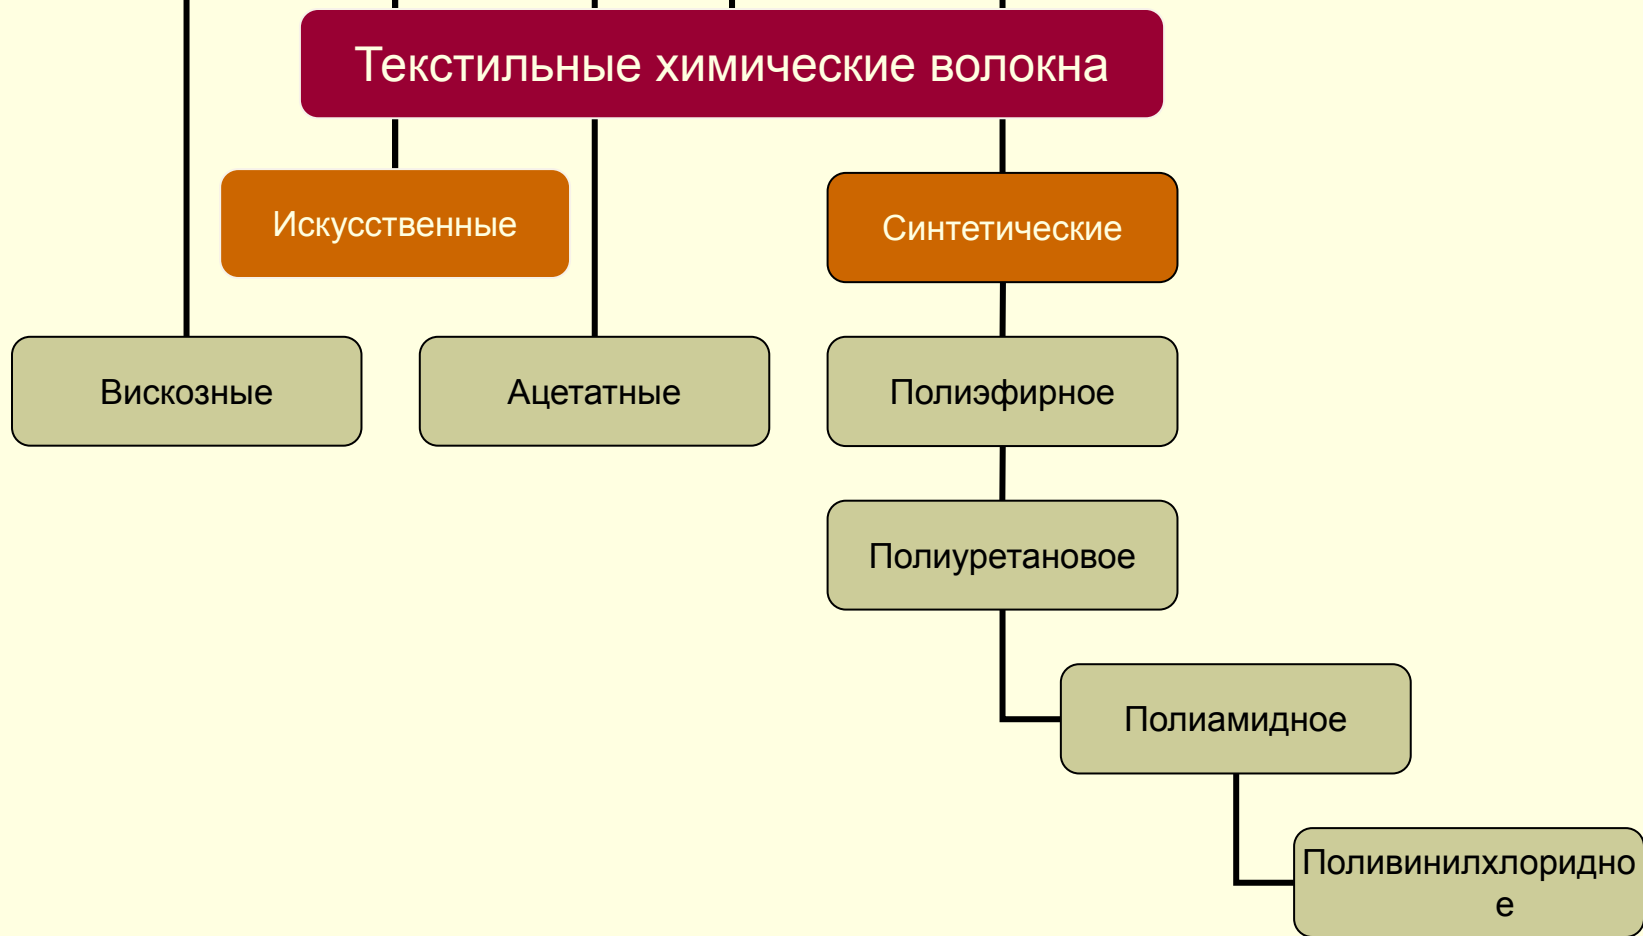 Текстильные химические волокна
Искусственные
Синтетические
Вискозные
Ацетатные
Полиэфирное
Полиуретановое
Полиамидное
Поливинилхлоридно
е